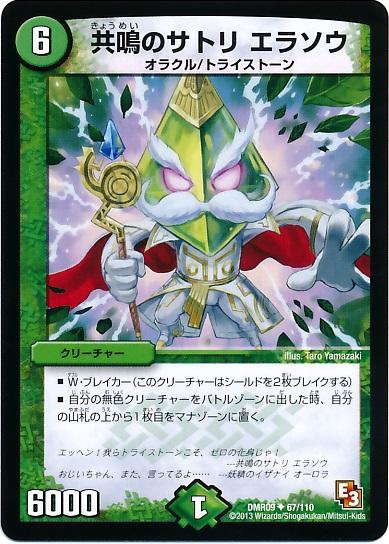 6
きょうめい
共鳴のサトリ エラソウ
オラクル/トライストーン
illus. Taro Yamazaki
クリーチャー
■ W・ブレイカー(このクリーチャーはシールドを2枚ブレイクする)
■ 自分の無色クリーチャーをバトルゾーンに出した時、自分
の山札の上から1枚目をマナゾーンに置く。
エッヘン!我らトライストーンこそ、ゼロの化身じゃ!
---共鳴のサトリ エラソウ
おじいちゃん、また、言ってるよ……
---妖精のイザナイ オーロラ
6000
1
E3
DMR09 ◆ 67/110
©2013 Wizards/Shogakukan/Mitsui-Kids